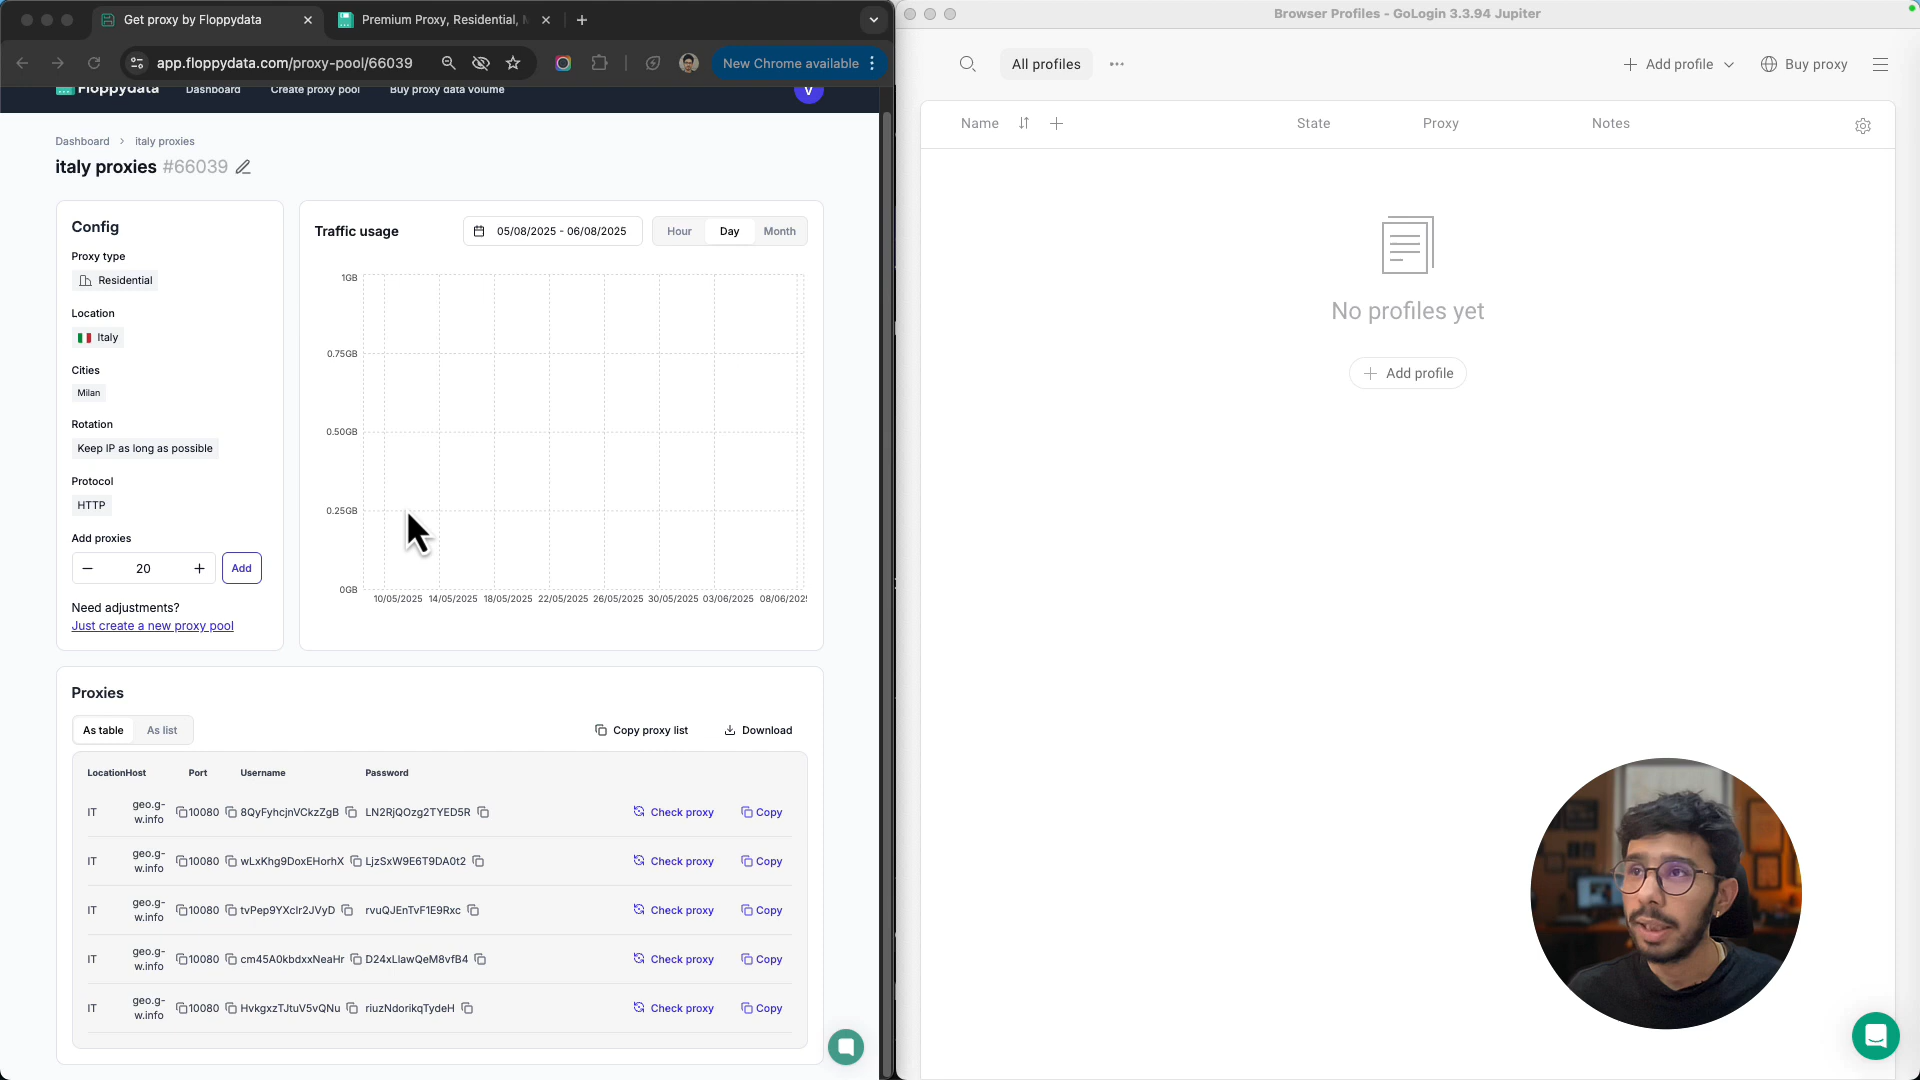 Get proxy by Floppydata
Premium Proxy, Residential,
Browser Profiles - GoLogin 3.3.94 Jupiter
app.floppydata.com/proxy-pool/66039
New Chrome available
All profiles
Add profile
Buy proxy
Floppydata
Dashboard
Create proxy pool
Buy proxy data volume
V
Name
State
Proxy
Notes
Dashboard
italy proxies
italy proxies #66039
Config
Proxy type
Residential
Location
Italy
Cities
Milan
Rotation
Keep IP as long as possible
Protocol
HTTP
Add proxies
20
Add
Need adjustments?
Just create a new proxy pool
Traffic usage
05/08/2025 - 06/08/2025
Hour
Day
Month
1GB
0.75GB
0.50GB
0.25GB
0GB
10/05/2025 14/05/2025 18/05/2025 22/05/2025 26/05/2025 30/05/2025 03/06/2025 08/06/2025
No profiles yet
Add profile
Proxies
As table
As list
Copy proxy list
Download
Location Host Port Username Password
IT geo.g-w.info 10080 8QyFyhcjnVCkzZgB LN2RjQOzg2TYED5R Check proxy Copy
IT geo.g-w.info 10080 wLxKhg9DoxEHorhX LjzSxW9E6T9DA0t2 Check proxy Copy
IT geo.g-w.info 10080 tvPep9YXclr2JVyD rvuQJEnTvF1E9Rxc Check proxy Copy
IT geo.g-w.info 10080 cm45A0kbdxxNeaHr D24xLlawQeM8vfB4 Check proxy Copy
IT geo.g-w.info 10080 HvkgxzTJtuV5vQNu riuzNdorikqTydeH Check proxy Copy